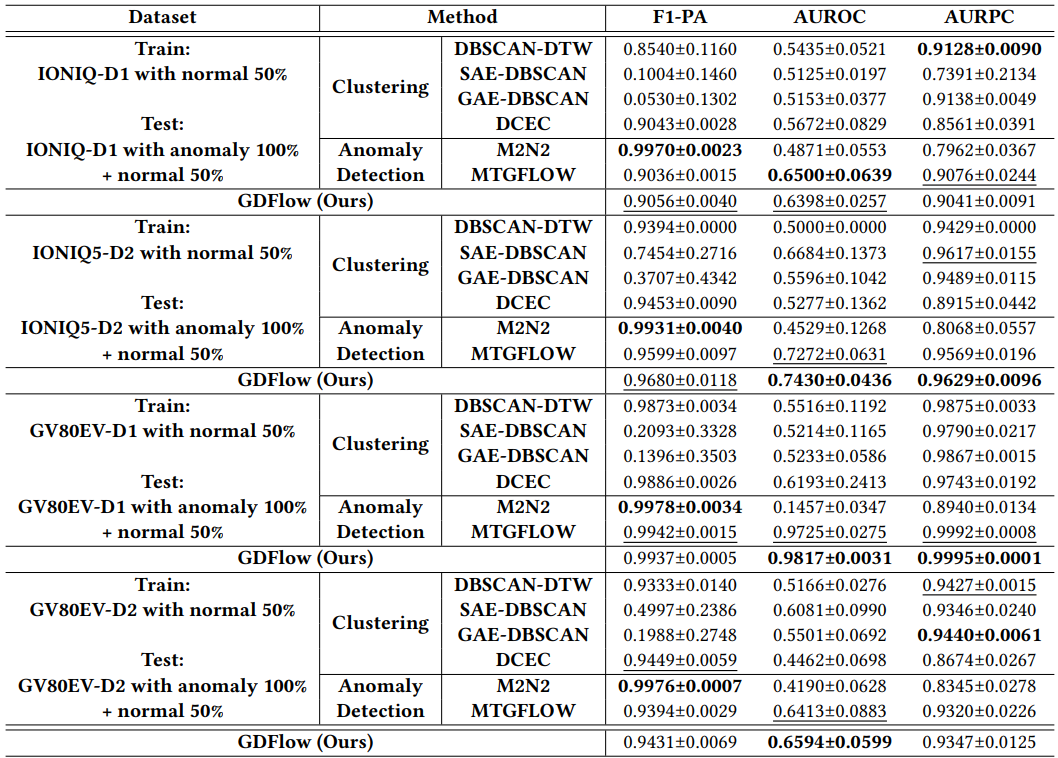 Dataset Method F1-PA AUROC AURPC
Train: DBSCAN-DTW 0.8540±0.1160 0.5435±0.0521 0.9128±0.0090
IONIQ-D1 with normal 50% Clustering SAE-DBSCAN 0.1004±0.1460 0.5125±0.0197 0.7391±0.2134
GAE-DBSCAN 0.0530±0.1302 0.5153±0.0377 0.9138±0.0049
Test: DCEC 0.9043±0.0028 0.5672±0.0829 0.8561±0.0391
IONIQ-D1 with anomaly 100% Anomaly M2N2 0.9970±0.0023 0.4871±0.0553 0.7962±0.0367
+ normal 50% Detection MTGFLOW 0.9036±0.0015 0.6500±0.0639 0.9076±0.0244
GDFlow (Ours) 0.9056±0.0040 0.6398±0.0257 0.9041±0.0091
Train: DBSCAN-DTW 0.9394±0.0000 0.5000±0.0000 0.9429±0.0000
IONIQ5-D2 with normal 50% Clustering SAE-DBSCAN 0.7454±0.2716 0.6684±0.1373 0.9617±0.0155
GAE-DBSCAN 0.3707±0.4342 0.5596±0.1042 0.9489±0.0115
Test: DCEC 0.9453±0.0090 0.5277±0.1362 0.8915±0.0442
IONIQ5-D2 with anomaly 100% Anomaly M2N2 0.9931±0.0040 0.4529±0.1268 0.8068±0.0557
+ normal 50% Detection MTGFLOW 0.9599±0.0097 0.7272±0.0631 0.9569±0.0196
GDFlow (Ours) 0.9680±0.0118 0.7430±0.0436 0.9629±0.0096
Train: DBSCAN-DTW 0.9873±0.0034 0.5516±0.1192 0.9875±0.0033
GV80EV-D1 with normal 50% Clustering SAE-DBSCAN 0.2093±0.3328 0.5214±0.1165 0.9790±0.0217
GAE-DBSCAN 0.1396±0.3503 0.5233±0.0586 0.9867±0.0015
Test: DCEC 0.9886±0.0026 0.6193±0.2413 0.9743±0.0192
GV80EV-D1 with anomaly 100% Anomaly M2N2 0.9978±0.0034 0.1457±0.0347 0.8940±0.0134
+ normal 50% Detection MTGFLOW 0.9942±0.0015 0.9725±0.0275 0.9992±0.0008
GDFlow (Ours) 0.9937±0.0005 0.9817±0.0031 0.9995±0.0001
Train: DBSCAN-DTW 0.9333±0.0140 0.5166±0.0276 0.9427±0.0015
GV80EV-D2 with normal 50% Clustering SAE-DBSCAN 0.4997±0.2386 0.6081±0.0990 0.9346±0.0240
GAE-DBSCAN 0.1988±0.2748 0.5501±0.0692 0.9440±0.0061
Test: DCEC 0.9449±0.0059 0.4462±0.0698 0.8674±0.0267
GV80EV-D2 with anomaly 100% Anomaly M2N2 0.9976±0.0007 0.4190±0.0628 0.8345±0.0278
+ normal 50% Detection MTGFLOW 0.9394±0.0029 0.6413±0.0883 0.9320±0.0226
GDFlow (Ours) 0.9431±0.0069 0.6594±0.0599 0.9347±0.0125